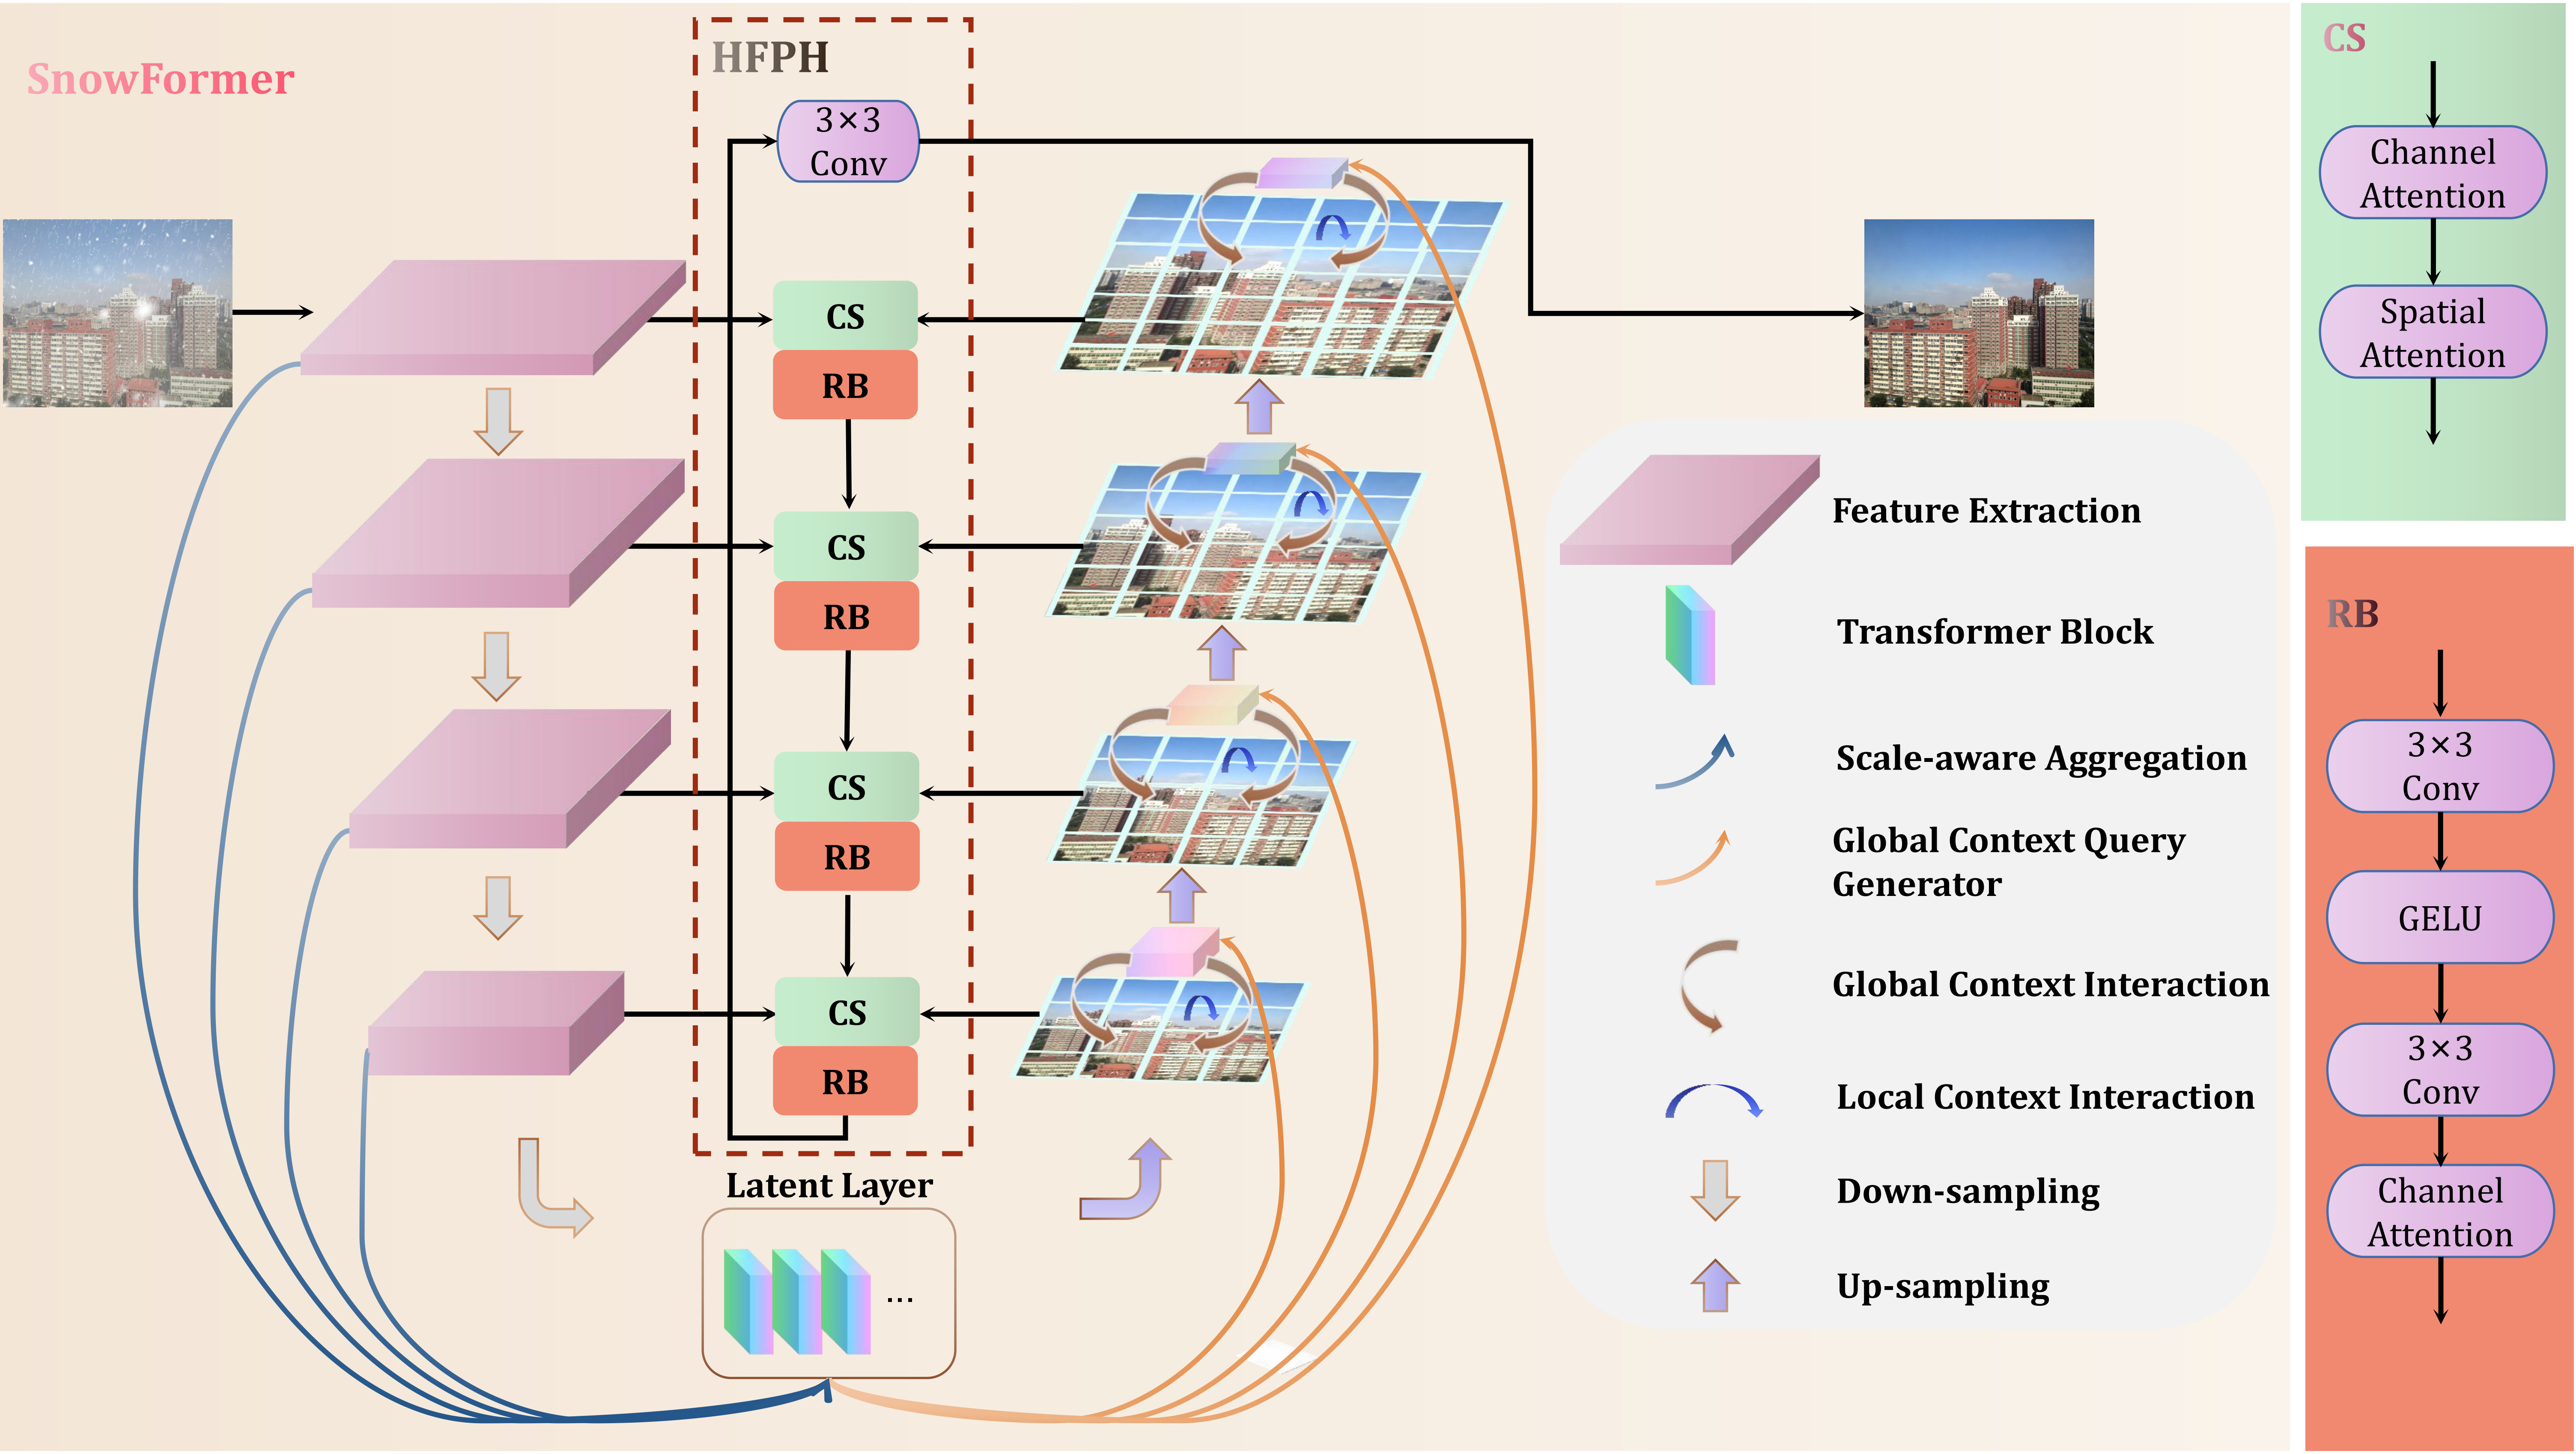 SnowFormer
HFPH
3×3
Conv
CS
RB
CS
RB
CS
RB
CS
RB
Latent Layer
...
Feature Extraction
Transformer Block
Scale-aware Aggregation
Global Context Query
Generator
Global Context Interaction
Local Context Interaction
Down-sampling
Up-sampling
CS
Channel
Attention
Spatial
Attention
RB
3×3
Conv
GELU
3×3
Conv
Channel
Attention